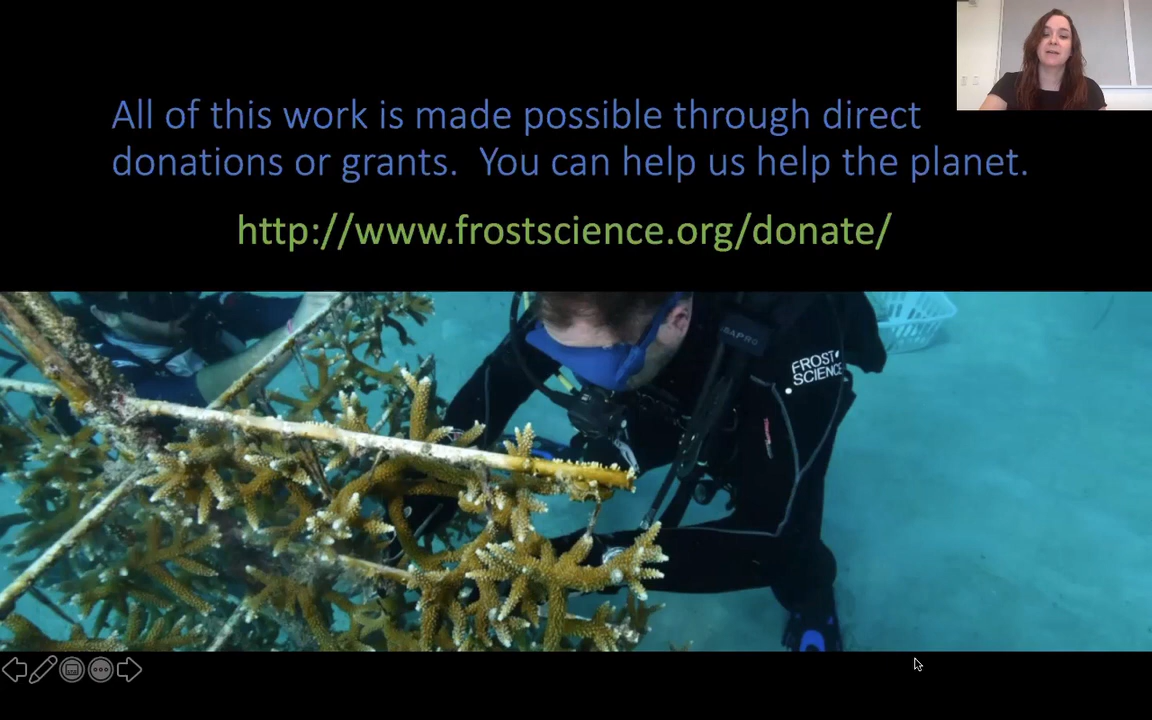 All of this work is made possible through direct
donations or grants.  You can help us help the planet.
http://www.frostscience.org/donate/
FROST
SCIENCE